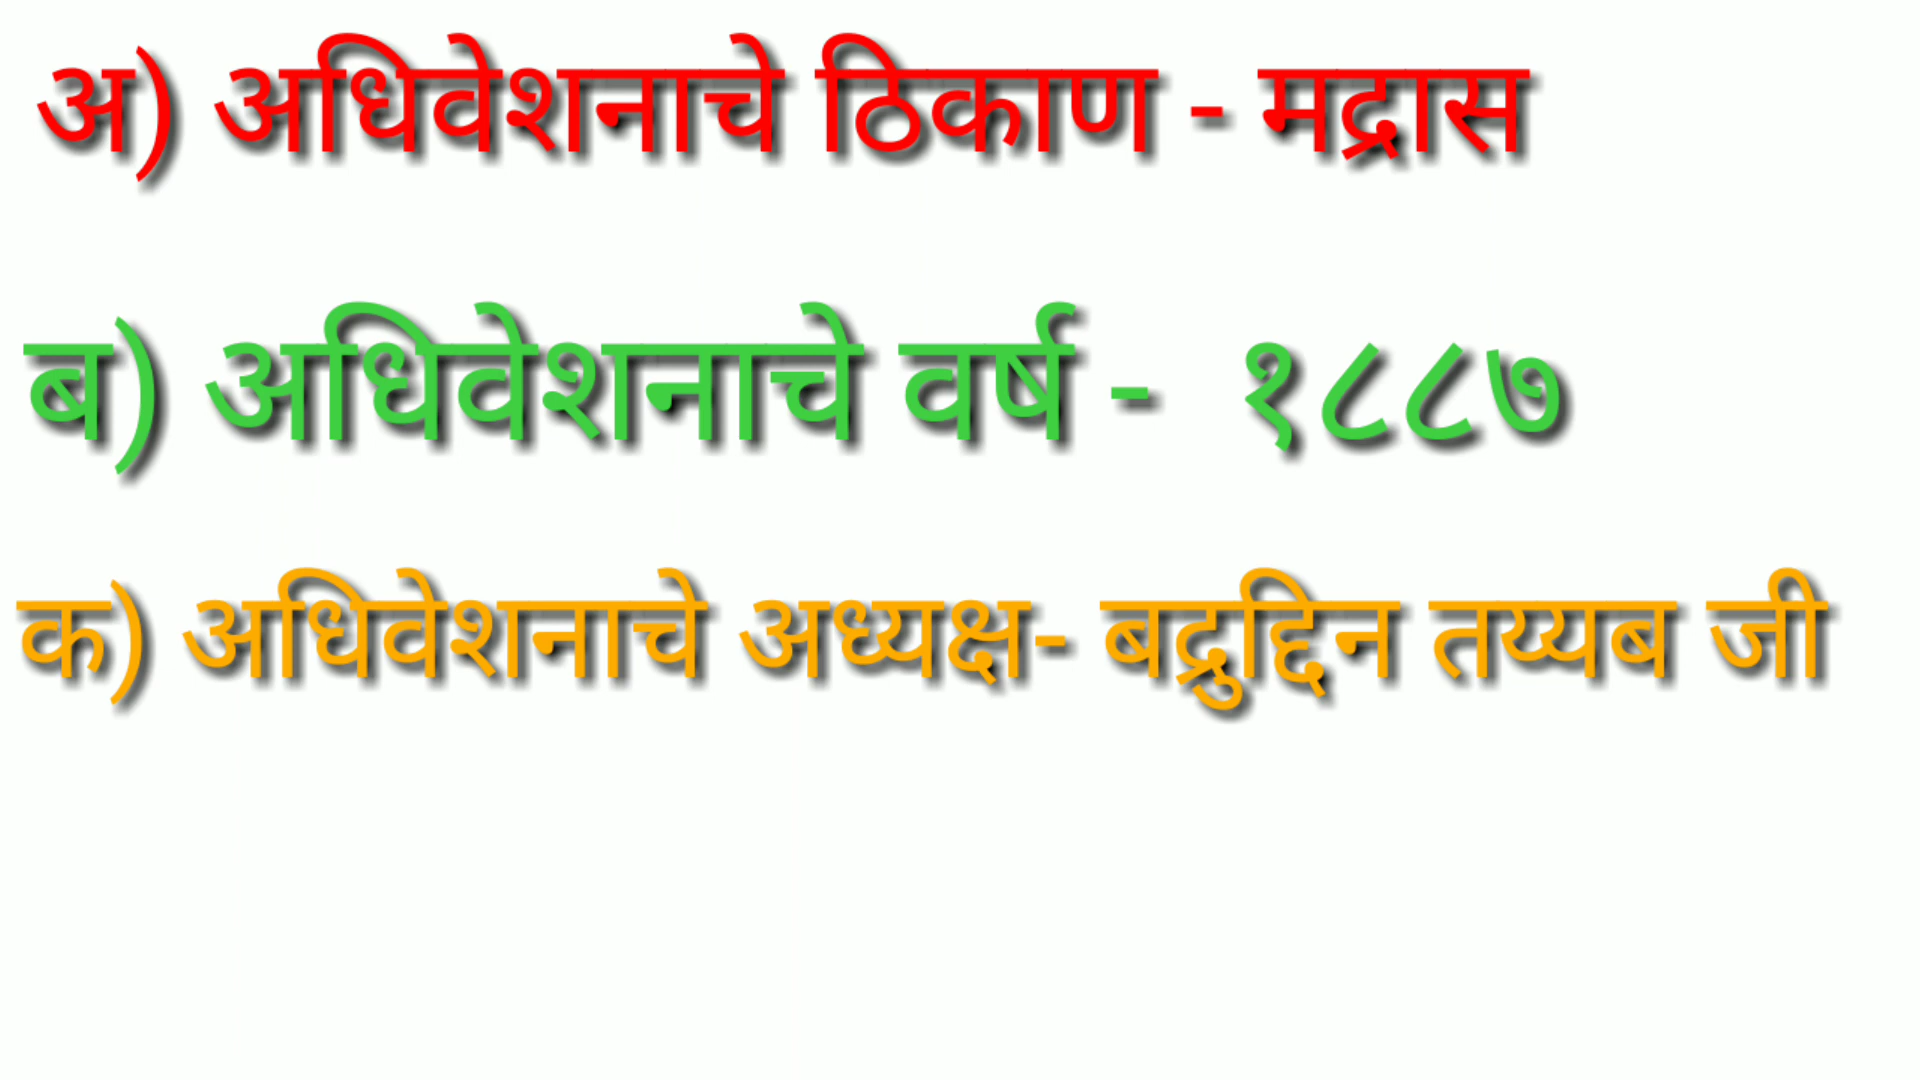 अ) अधिवेशनाचे ठिकाण - मद्रास
ब) अधिवेशनाचे वर्ष - १८८७
क) अधिवेशनाचे अध्यक्ष- बद्रुद्दिन तय्यब जी